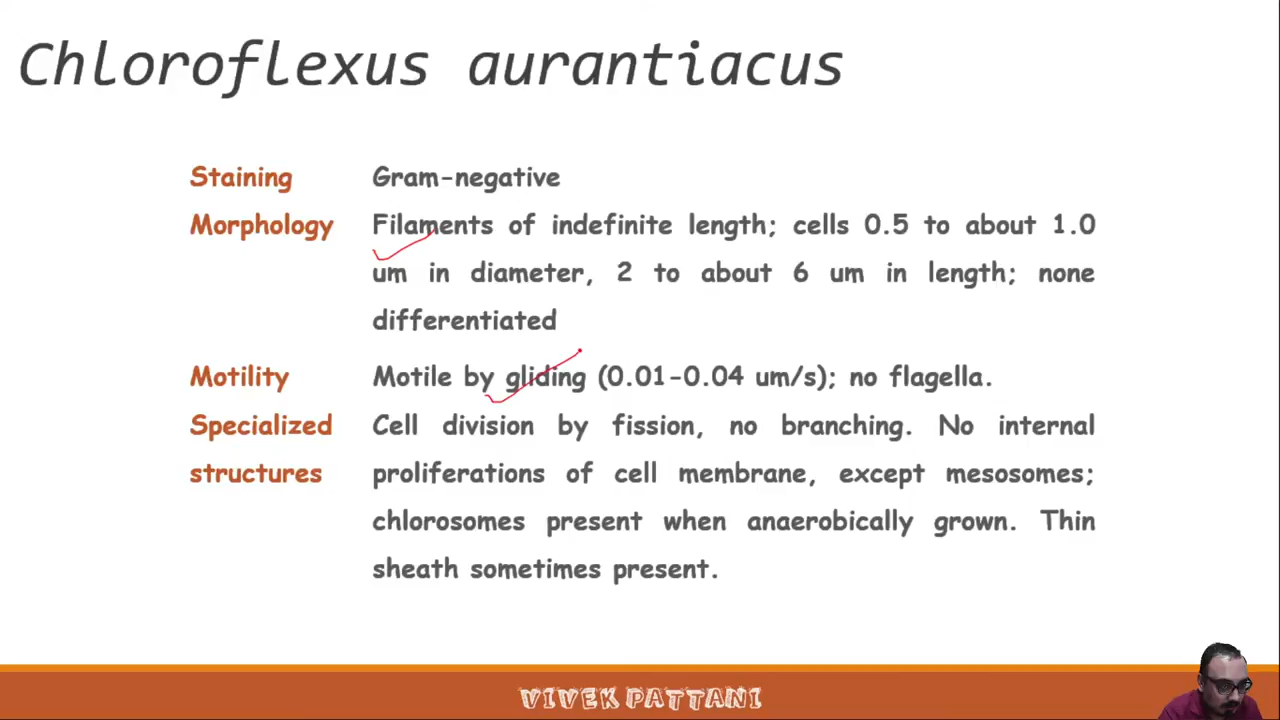 Chloroflexus aurantiacus
Staining Gram-negative
Morphology Filaments of indefinite length; cells 0.5 to about 1.0
um in diameter, 2 to about 6 um in length; none
differentiated
Motility Motile by gliding (0.01-0.04 um/s); no flagella.
Specialized Cell division by fission, no branching. No internal
structures proliferations of cell membrane, except mesosomes;
chlorosomes present when anaerobically grown. Thin
sheath sometimes present.
VIVEK PATTANI